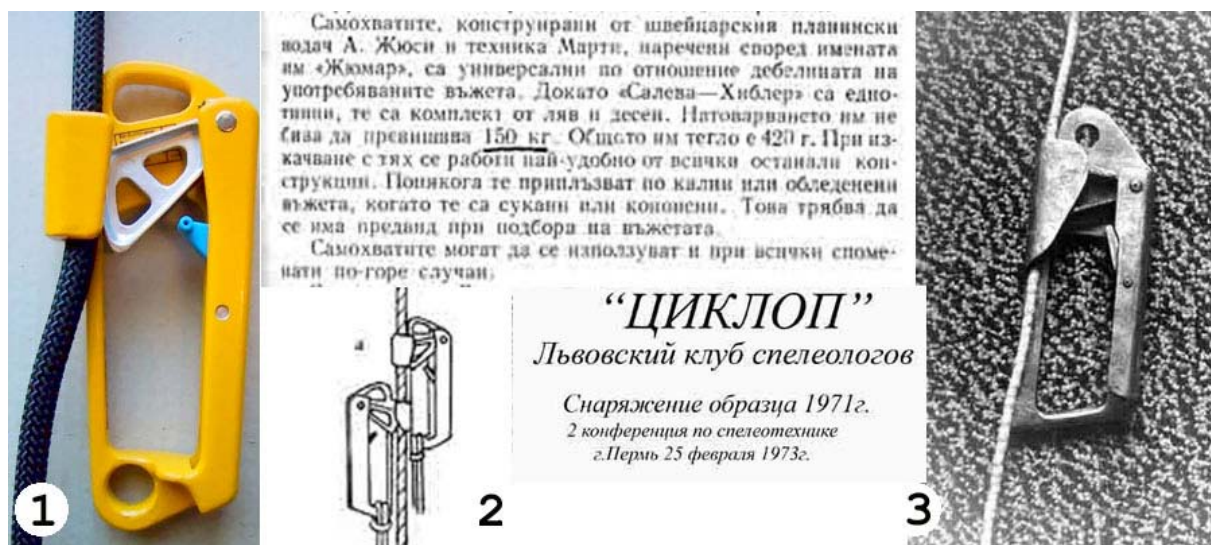 Самохватите, конструирани от швейцарския планински
водач А. Жюси и техника Марти, наречени според имената
им «Жюмар», са универсални по отношение дебелината на
употребяваните въжета. Докато «Салева—Хиблер» са едно-
типни, те са комплект от ляв и десен. Натоварването им не
бива да превишава 150 кг. Общото им тегло е 420 г. При из-
качване с тях се работи най-удобно от всички останали кон-
струкции. Понякога те приплъзват по кални или обледенени
въжета, когато те са сукани или конопени. Това трябва да
се има предвид при подбора на въжетата.
Самохватите могат да се използуват и при всички споме-
нати по-горе случаи.
а
"ЦИКЛОП"
Львовский клуб спелеологов
Снаряжение образца 1971г.
2 конференция по спелеотехнике
г.Пермь 25 февраля 1973г.
1
2
3